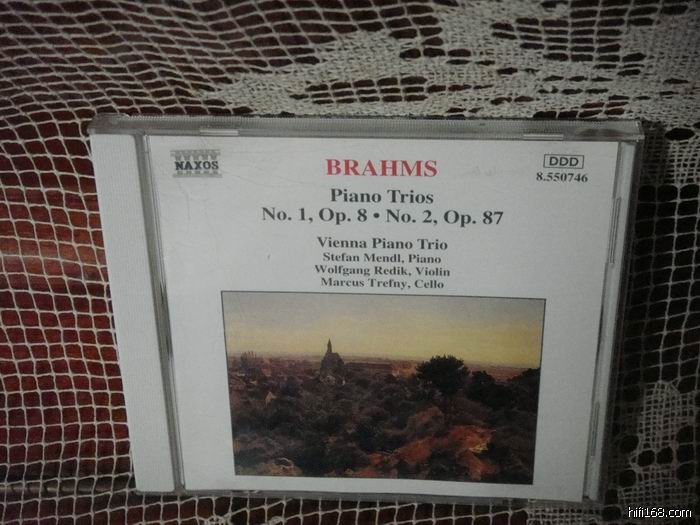 NAXOS
DDD
8.550746
BRAHMS
Piano Trios
No. 1, Op. 8 • No. 2, Op. 87
Vienna Piano Trio
Stefan Mendl, Piano
Wolfgang Redik, Violin
Marcus Trefny, Cello
hifi168.com